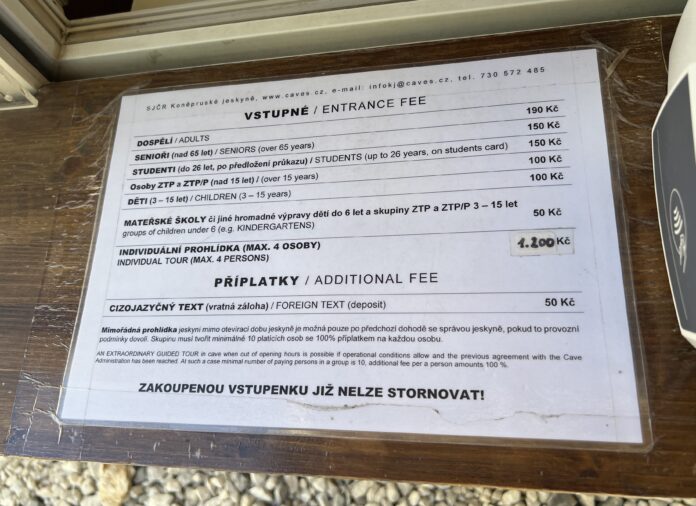 SJČR Koněpruské jeskyně, www.caves.cz, e-mail: infokj@caves.cz, tel. 730 572 485
VSTUPNÉ / ENTRANCE FEE
DOSPĚLÍ / ADULTS 190 Kč
SENIOŘI (nad 65 let) / SENIORS (over 65 years) 150 Kč
STUDENTI (do 26 let, po předložení průkazu) / STUDENTS (up to 26 years, on students card) 150 Kč
Osoby ZTP a ZTP/P (nad 15 let) / (over 15 years) 100 Kč
DĚTI (3 – 15 let) / CHILDREN (3 – 15 years) 100 Kč
MATEŘSKÉ ŠKOLY či jiné hromadné výpravy dětí do 6 let a skupiny ZTP a ZTP/P 3 – 15 let
groups of children under 6 (e.g. KINDERGARTENS) 50 Kč
INDIVIDUÁLNÍ PROHLÍDKA (MAX. 4 OSOBY) 1.200 Kč
INDIVIDUAL TOUR (MAX. 4 PERSONS)
PŘÍPLATKY / ADDITIONAL FEE
CIZOJAZYČNÝ TEXT (vratná záloha) / FOREIGN TEXT (deposit) 50 Kč
Mimořádná prohlídka jeskyní mimo otevírací dobu jeskyně je možná pouze po předchozí dohodě se správou jeskyně, pokud to provozní
podmínky dovolí. Skupinu musí tvořit minimálně 10 platících osob se 100% příplatkem na každou osobu.
AN EXTRAORDINARY GUIDED TOUR in cave when out of opening hours is possible if operational conditions allow and the previous agreement with the Cave
Administration has been reached. At such a case minimal number of paying persons in a group is 10, additional fee per a person amounts 100 %.
ZAKOUPENOU VSTUPENKU JIŽ NELZE STORNOVAT!